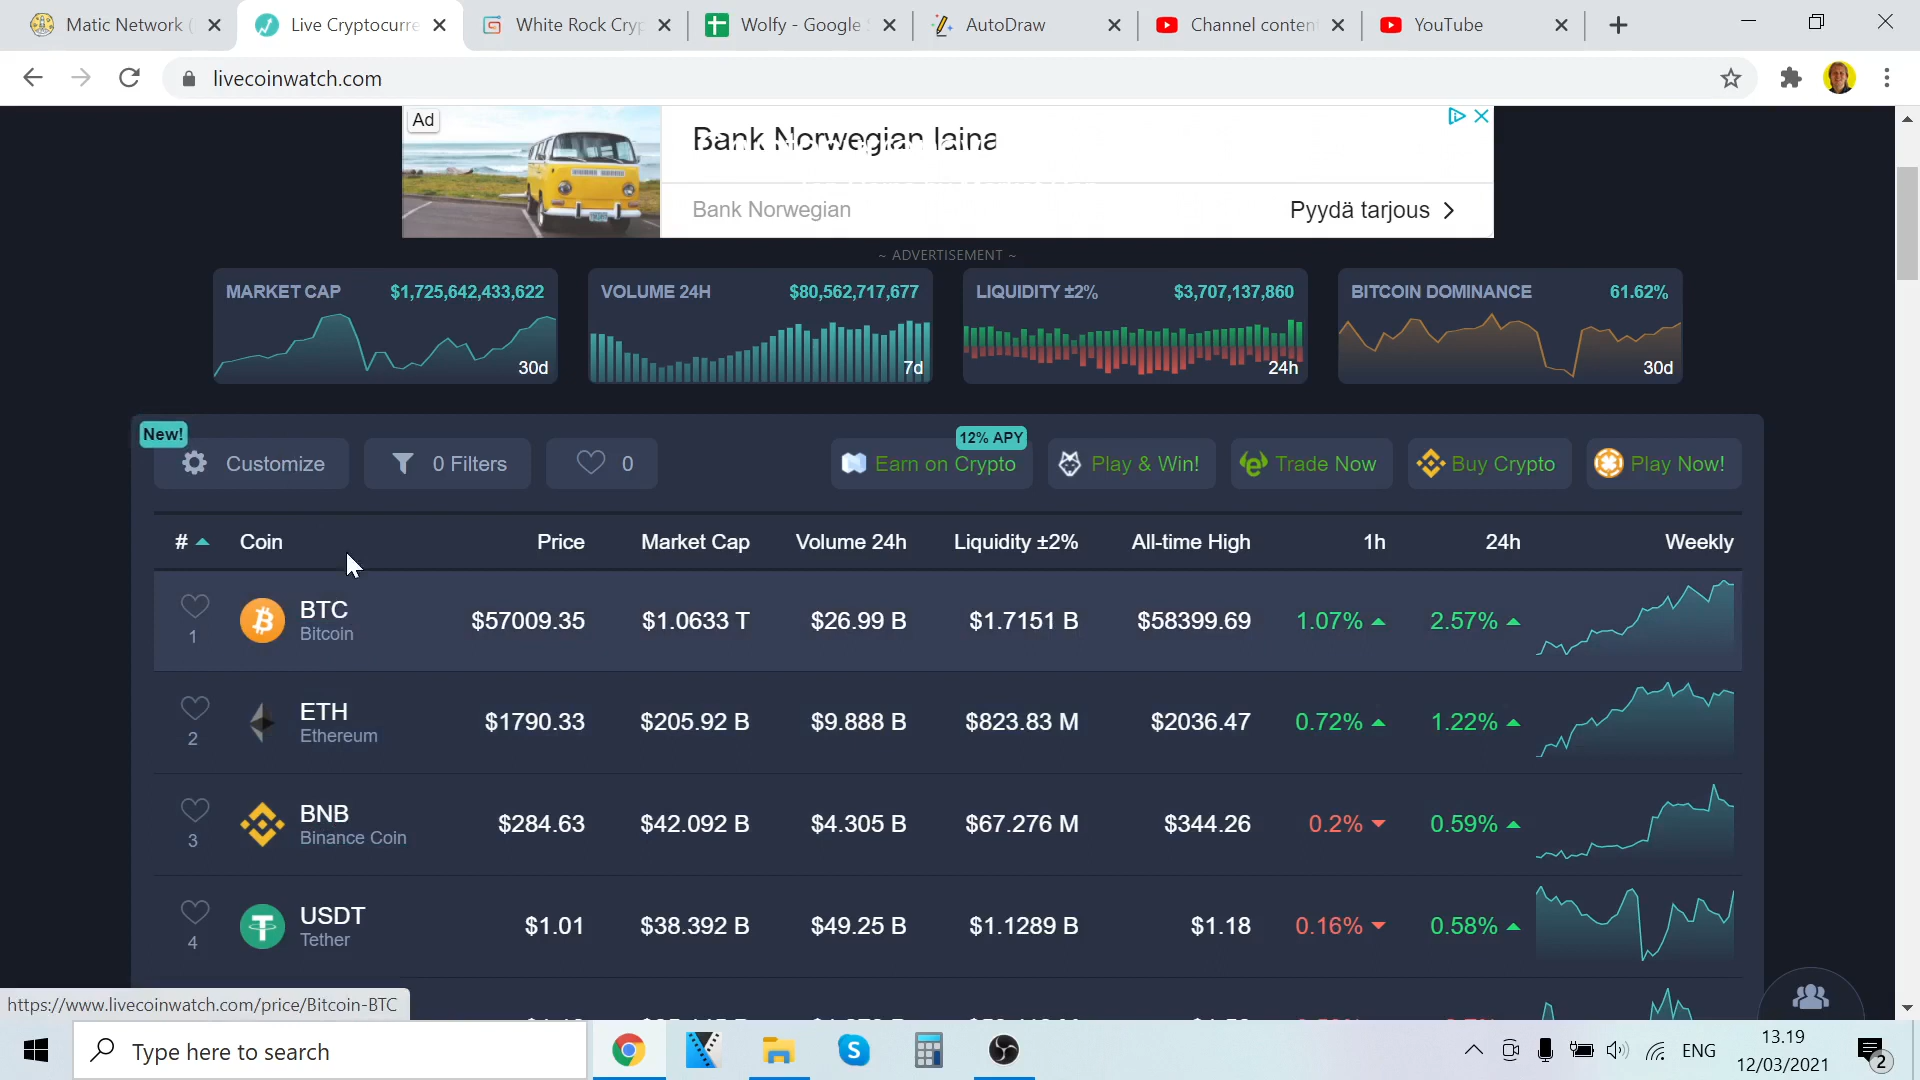 Matic Network (
Live Cryptocurre
White Rock Cryp
Wolfy - Google S
AutoDraw
Channel content
YouTube
livecoinwatch.com
Ad
Bank Norwegian laina
Bank Norwegian
Pyydä tarjous
~ ADVERTISEMENT ~
MARKET CAP $1,725,642,433,622
30d
VOLUME 24H $80,562,717,677
7d
LIQUIDITY ±2% $3,707,137,860
24h
BITCOIN DOMINANCE 61.62%
30d
New!
Customize
0 Filters
0
12% APY
Earn on Crypto
Play & Win!
Trade Now
Buy Crypto
Play Now!
# Coin Price Market Cap Volume 24h Liquidity ±2% All-time High 1h 24h Weekly
1 BTC Bitcoin $57009.35 $1.0633 T $26.99 B $1.7151 B $58399.69 1.07% 2.57%
2 ETH Ethereum $1790.33 $205.92 B $9.888 B $823.83 M $2036.47 0.72% 1.22%
3 BNB Binance Coin $284.63 $42.092 B $4.305 B $67.276 M $344.26 0.2% 0.59%
4 USDT Tether $1.01 $38.392 B $49.25 B $1.1289 B $1.18 0.16% 0.58%
https://www.livecoinwatch.com/price/Bitcoin-BTC
Type here to search
ENG
13.19
12/03/2021
2